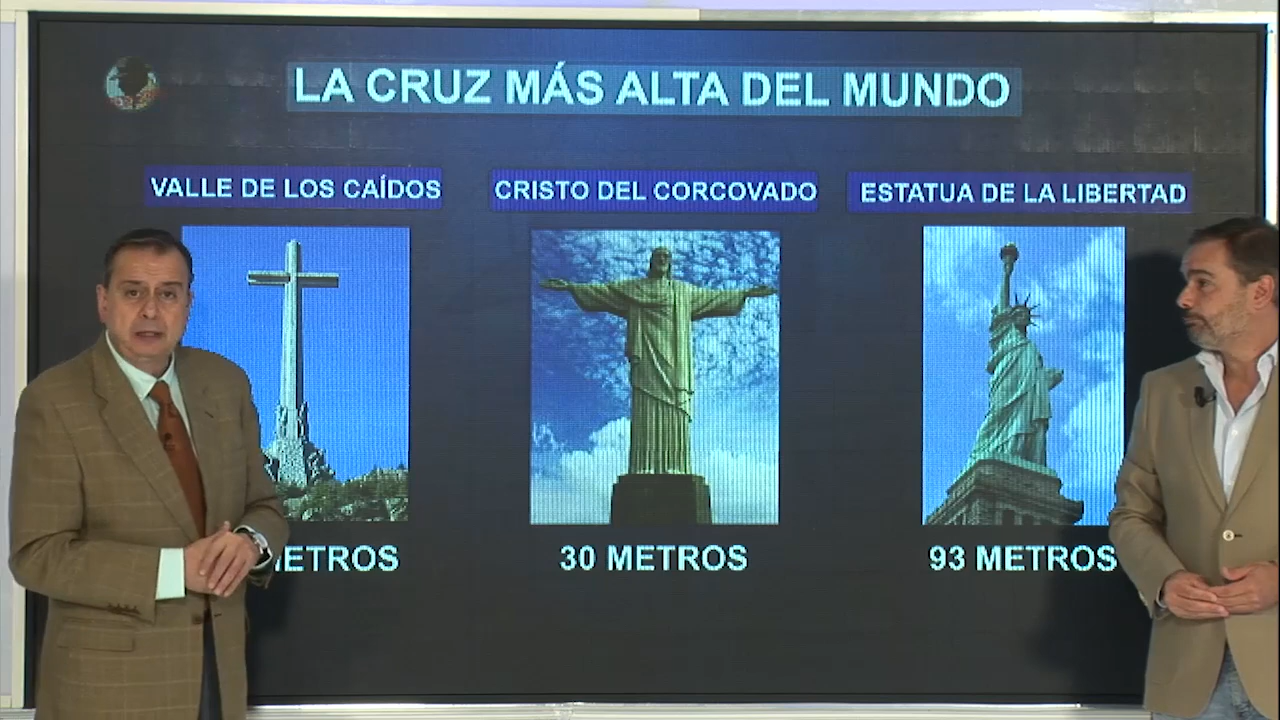 LA CRUZ MÁS ALTA DEL MUNDO
VALLE DE LOS CAÍDOS
CRISTO DEL CORCOVADO
ESTATUA DE LA LIBERTAD
30 METROS
93 METROS